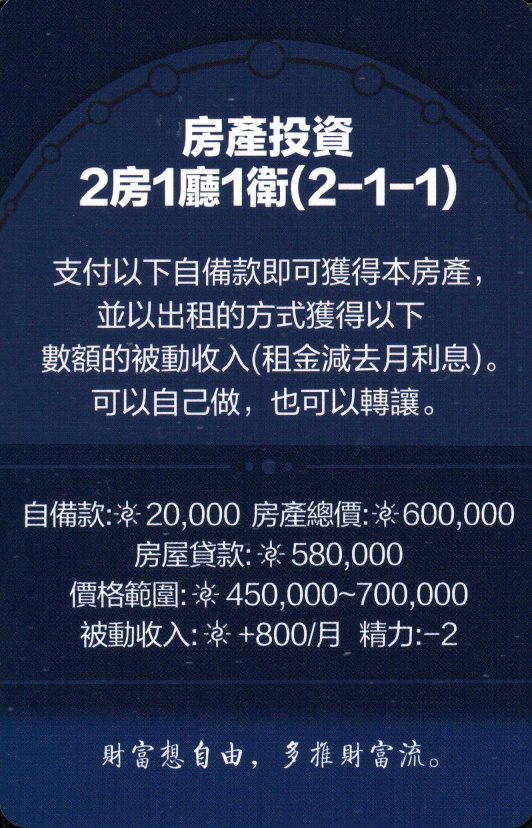 房產投資
2房1廳1衛(2-1-1)
支付以下自備款即可獲得本房產，
並以出租的方式獲得以下
數額的被動收入(租金減去月利息)。
可以自己做，也可以轉讓。
自備款:20,000 房產總價:600,000
房屋貸款:580,000
價格範圍:450,000~700,000
被動收入:+800/月 精力:-2
財富想自由，多推財富流。